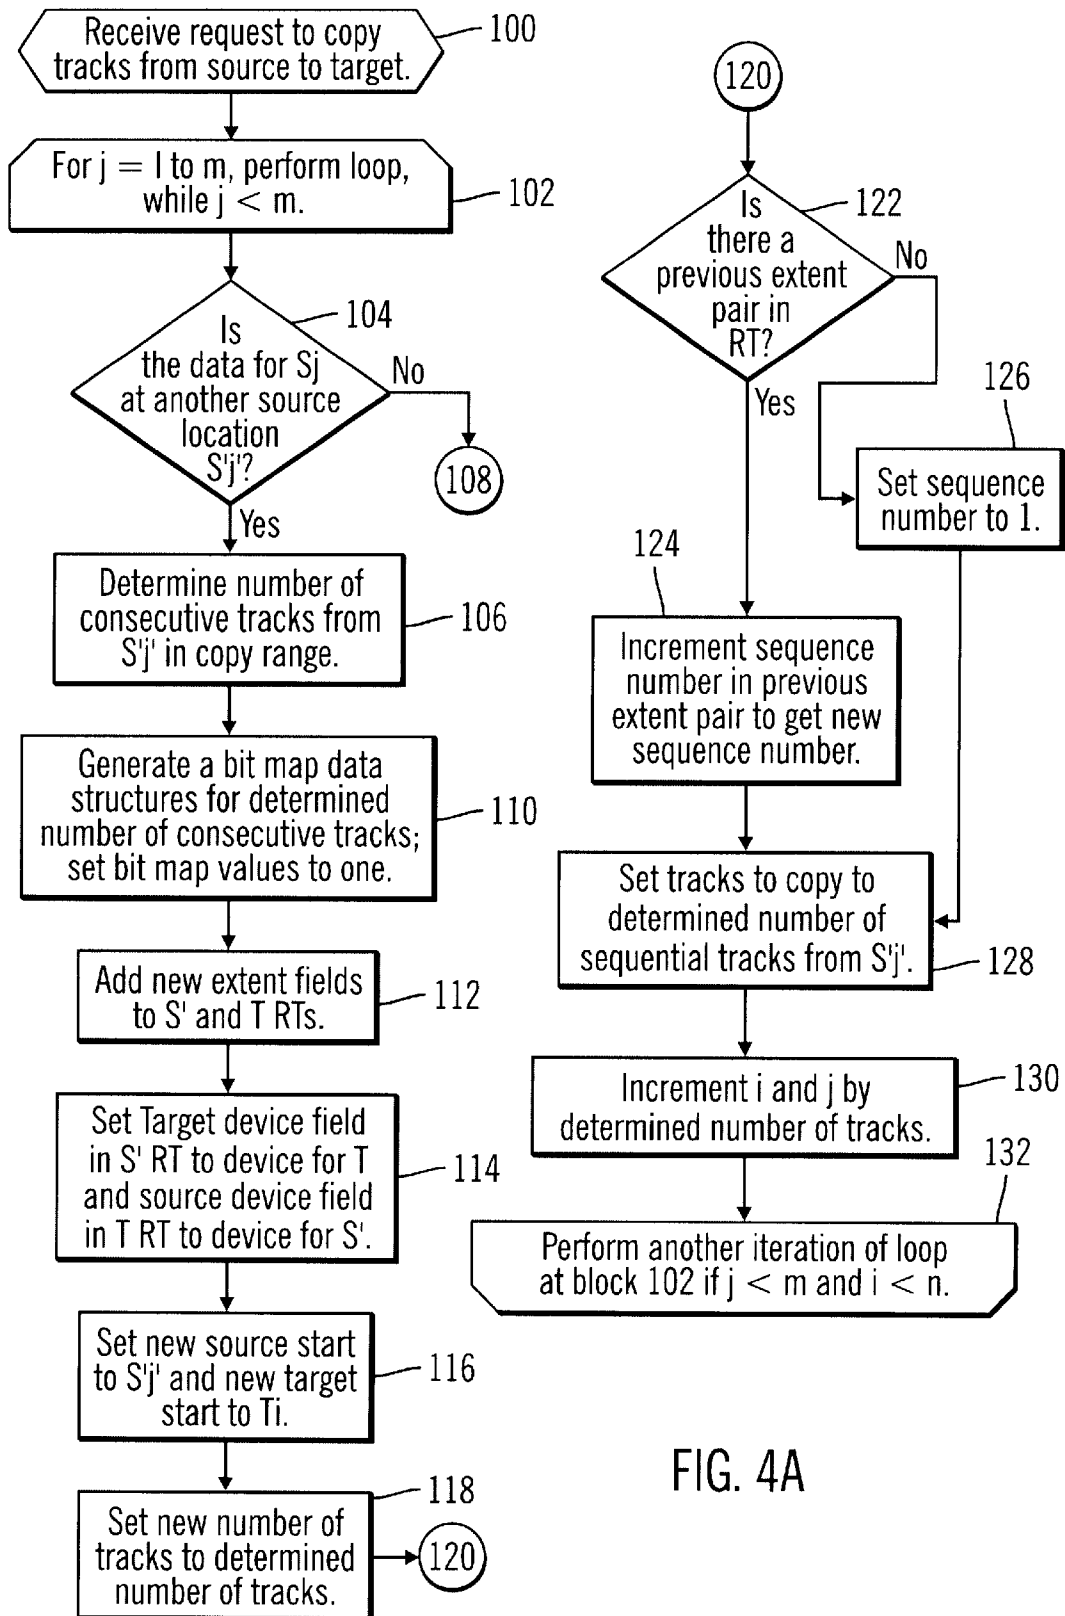 Receive request to copy
tracks from source to target.
100
For j = I to m, perform loop,
while j < m.
102
Is
the data for Sj
at another source
location
S'j'?
104
No
108
Yes
Determine number of
consecutive tracks from
S'j' in copy range.
106
Generate a bit map data
structures for determined
number of consecutive tracks;
set bit map values to one.
110
Add new extent fields
to S' and T RTs.
112
Set Target device field
in S' RT to device for T
and source device field
in T RT to device for S'.
114
Set new source start
to S'j' and new target
start to Ti.
116
Set new number of
tracks to determined
number of tracks.
118
120
120
Is
there a
previous extent
pair in
RT?
122
No
Yes
126
Set sequence
number to 1.
124
Increment sequence
number in previous
extent pair to get new
sequence number.
Set tracks to copy to
determined number of
sequential tracks from S'j'.
128
Increment i and j by
determined number of tracks.
130
132
Perform another iteration of loop
at block 102 if j < m and i < n.
FIG. 4A